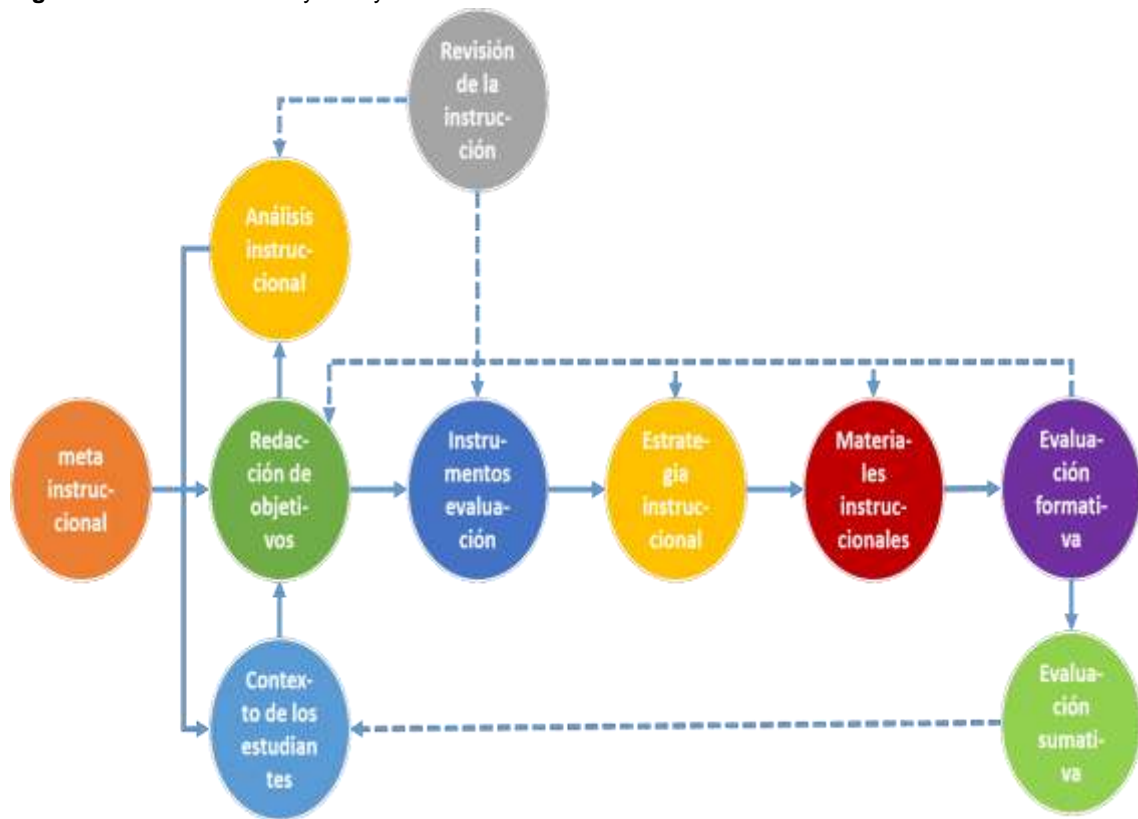 Revisión
de la
instruc-
ción
Análisis
instruc-
cional
meta
instruc-
cional
Redac-
ción de
objeti-
vos
Instru-
mentos
evalua-
ción
Estrate-
gia
instruc-
cional
Materia-
les
instruc-
cionales
Evalua-
ción
formati-
va
Contex-
to de los
estudian
tes
Evalua-
ción
sumati-
va